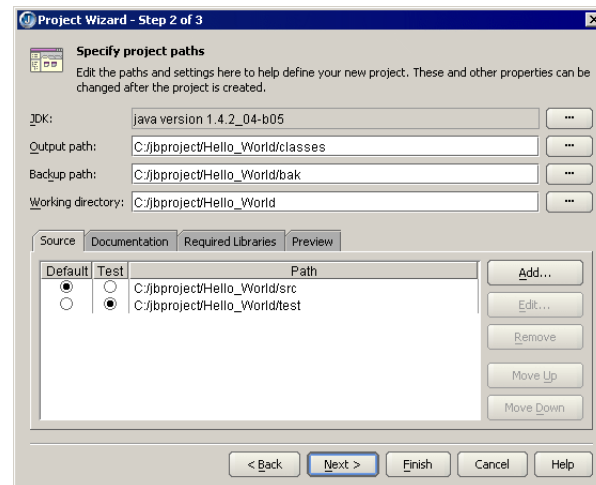 Project Wizard - Step 2 of 3
Specify project paths
Edit the paths and settings here to help define your new project. These and other properties can be
changed after the project is created.
JDK: java version 1.4.2_04-b05 ...
Output path: C:/jbproject/Hello_World/classes ...
Backup path: C:/jbproject/Hello_World/bak ...
Working directory: C:/jbproject/Hello_World ...
Source Documentation Required Libraries Preview
Default Test Path
C:/jbproject/Hello_World/src
C:/jbproject/Hello_World/test
Add...
Edit...
Remove
Move Up
Move Down
< Back Next > Finish Cancel Help